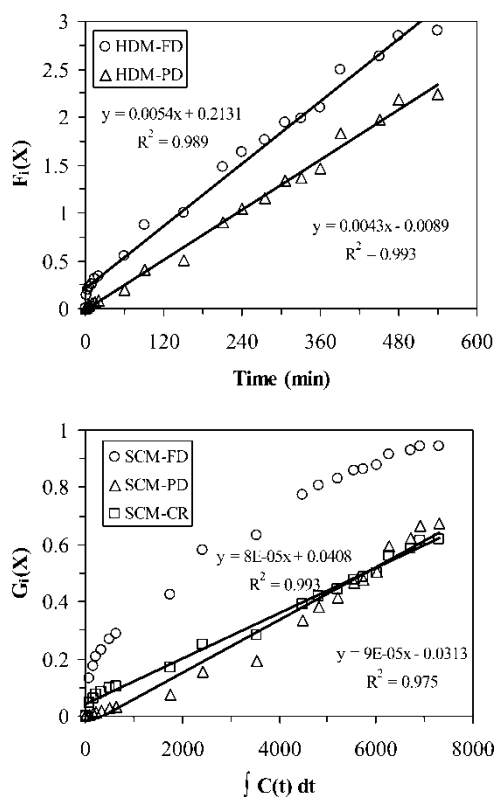 3
2.5
2
1.5
1
0.5
0
Fi(X)
HDM-FD
HDM-PD
y = 0.0054x + 0.2131
R² = 0.989
y = 0.0043x - 0.0089
R² = 0.993
0 120 240 360 480 600
Time (min)
1
0.8
0.6
0.4
0.2
0
Gi(X)
SCM-FD
SCM-PD
SCM-CR
y = 8E-05x + 0.0408
R² = 0.993
y = 9E-05x - 0.0313
R² = 0.975
0 2000 4000 6000 8000
∫ C(t) dt